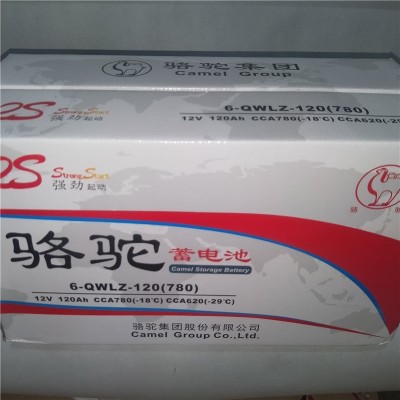 骆驼集团
Camel Group
6-QWLZ-120(780)
12V 120Ah CCA780(-18℃) CCA620(-29
2S StrongStart
强劲起动
2S StrongStart
强劲起动
骆驼 蓄电池
Camel Storage Battery
6-QWLZ-120(780)
12V 120Ah CCA780(-18℃) CCA620(-29℃)
骆驼集团股份有限公司
Camel Group Co.,Ltd.